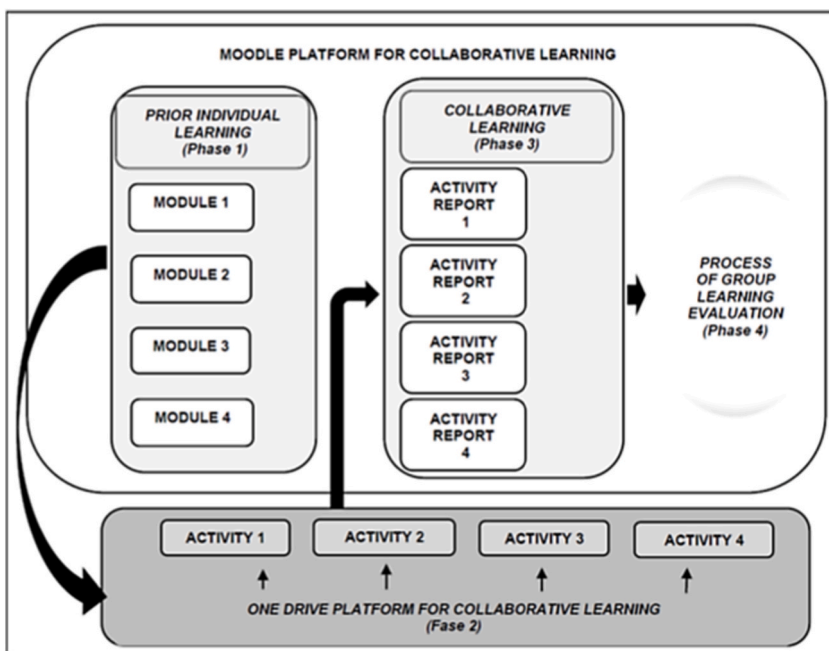 MOODLE PLATFORM FOR COLLABORATIVE LEARNING
PRIOR INDIVIDUAL
LEARNING
(Phase 1)
MODULE 1
MODULE 2
MODULE 3
MODULE 4
COLLABORATIVE
LEARNING
(Phase 3)
ACTIVITY
REPORT
1
ACTIVITY
REPORT
2
ACTIVITY
REPORT
3
ACTIVITY
REPORT
4
PROCESS
OF GROUP
LEARNING
EVALUATION
(Phase 4)
ACTIVITY 1
ACTIVITY 2
ACTIVITY 3
ACTIVITY 4
ONE DRIVE PLATFORM FOR COLLABORATIVE LEARNING
(Fase 2)